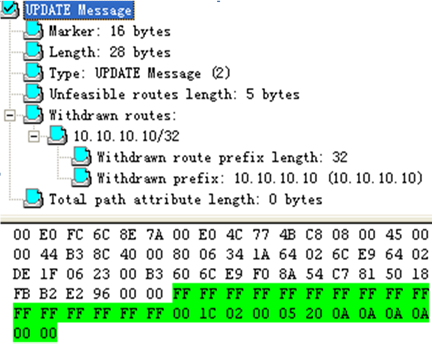 UPDATE Message
Marker: 16 bytes
Length: 28 bytes
Type: UPDATE Message (2)
Unfeasible routes length: 5 bytes
Withdrawn routes:
10.10.10.10/32
Withdrawn route prefix length: 32
Withdrawn prefix: 10.10.10.10 (10.10.10.10)
Total path attribute length: 0 bytes
00 E0 FC 6C 8E 7A 00 E0 4C 77 4B C8 08 00 45 00
00 44 B3 8C 40 00 80 06 34 1A 64 02 6C E9 64 02
DE 1F 06 23 00 B3 60 6C E9 F0 8A 54 C7 81 50 18
FB B2 E2 96 00 00 FF FF FF FF FF FF FF FF FF FF
FF FF FF FF FF FF 00 1C 02 00 05 20 0A 0A 0A 0A
00 00